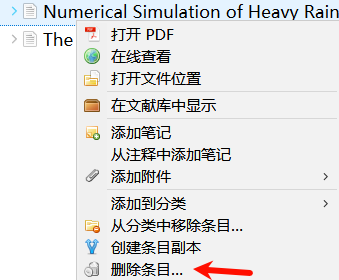 Numerical Simulation of Heavy Rain
The
打开 PDF
在线查看
打开文件位置
在文献库中显示
添加笔记
从注释中添加笔记
添加附件
添加到分类
从分类中移除条目...
创建条目副本
删除条目...